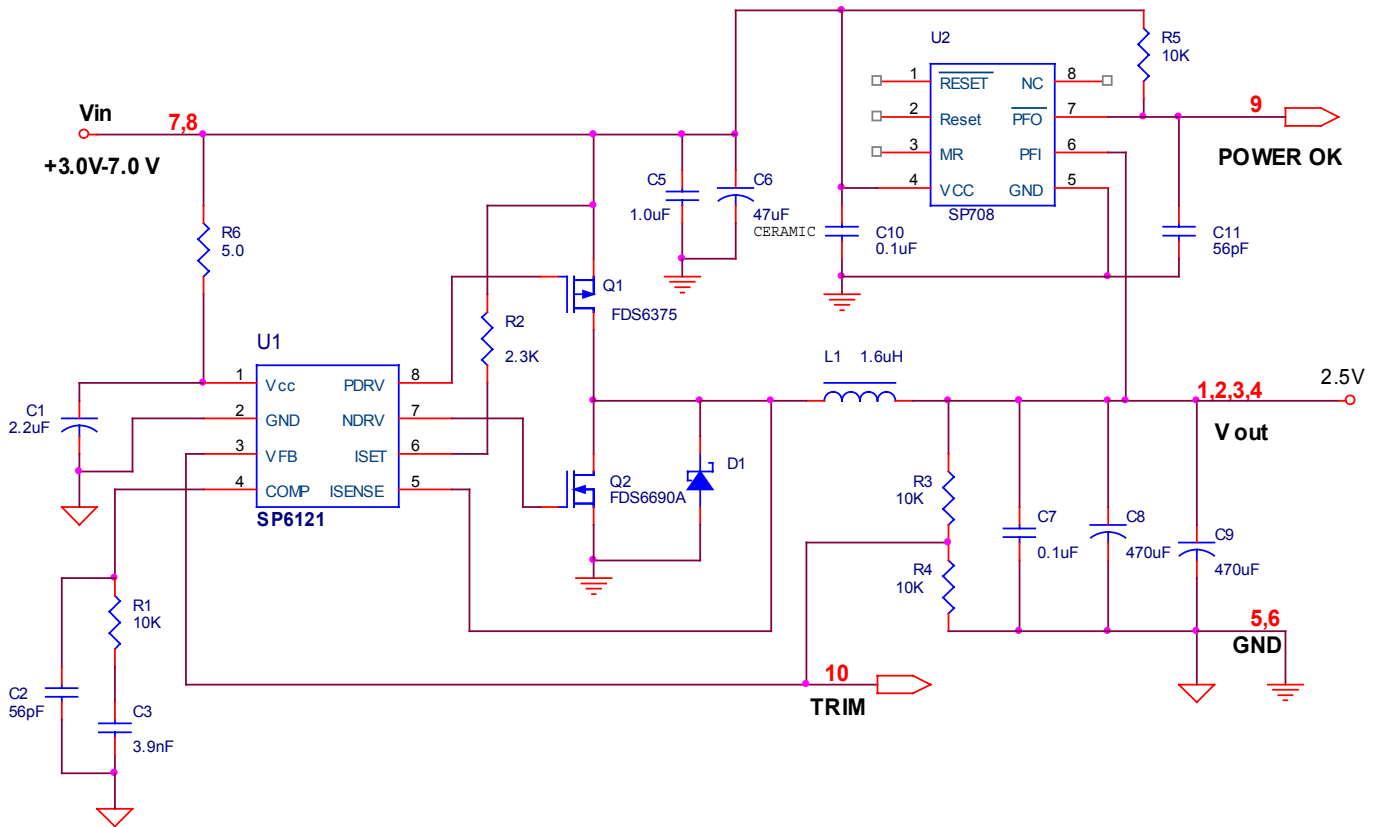 U2
R5
10K
1
RESET
NC
8
2
Reset
PFO
7
3
MR
PFI
6
4
VCC
GND
5
SP708
9
POWER OK
Vin
7,8
+3.0V-7.0 V
C5
1.0uF
C6
47uF
CERAMIC
C10
0.1uF
C11
56pF
R6
5.0
Q1
FDS6375
R2
2.3K
U1
1
Vcc
PDRV
8
2
GND
NDRV
7
3
VFB
ISET
6
4
COMP
ISENSE
5
SP6121
C1
2.2uF
L1 1.6uH
1,2,3,4
2.5V
V out
Q2
FDS6690A
D1
R3
10K
R4
10K
C7
0.1uF
C8
470uF
C9
470uF
5,6
GND
R1
10K
C2
56pF
C3
3.9nF
10
TRIM